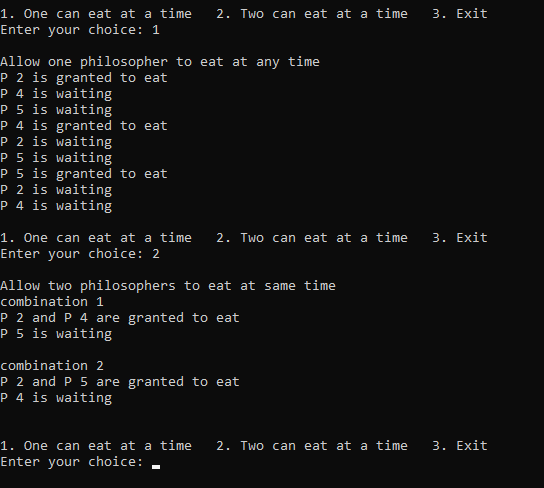 1. One can eat at a time   2. Two can eat at a time   3. Exit
Enter your choice: 1

Allow one philosopher to eat at any time
P 2 is granted to eat
P 4 is waiting
P 5 is waiting
P 4 is granted to eat
P 2 is waiting
P 5 is waiting
P 5 is granted to eat
P 2 is waiting
P 4 is waiting

1. One can eat at a time   2. Two can eat at a time   3. Exit
Enter your choice: 2

Allow two philosophers to eat at same time
combination 1
P 2 and P 4 are granted to eat
P 5 is waiting

combination 2
P 2 and P 5 are granted to eat
P 4 is waiting

1. One can eat at a time   2. Two can eat at a time   3. Exit
Enter your choice: